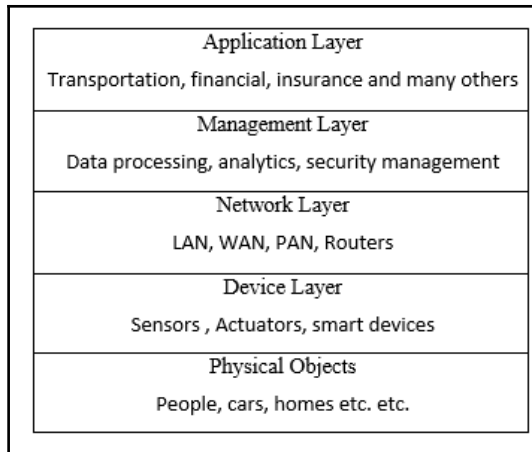 Application Layer
Transportation, financial, insurance and many others
Management Layer
Data processing, analytics, security management
Network Layer
LAN, WAN, PAN, Routers
Device Layer
Sensors , Actuators, smart devices
Physical Objects
People, cars, homes etc. etc.